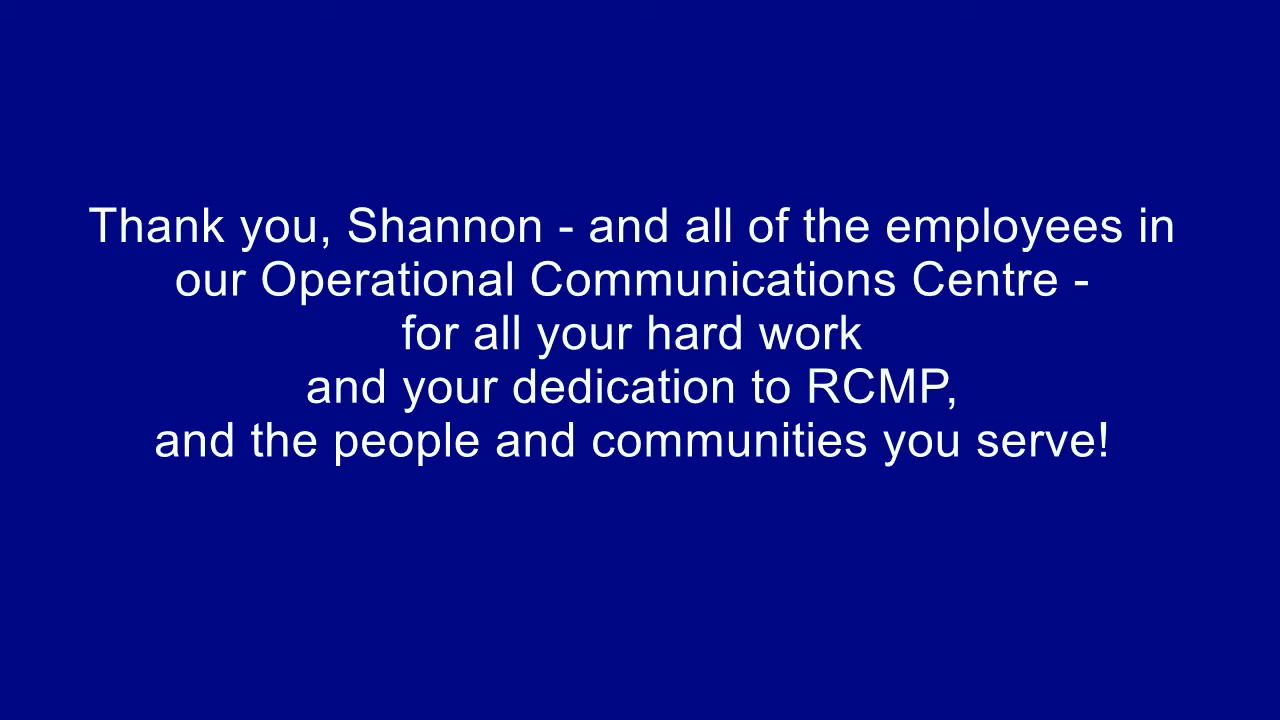 Thank you, Shannon - and all of the employees in
our Operational Communications Centre -
for all your hard work
and your dedication to RCMP,
and the people and communities you serve!